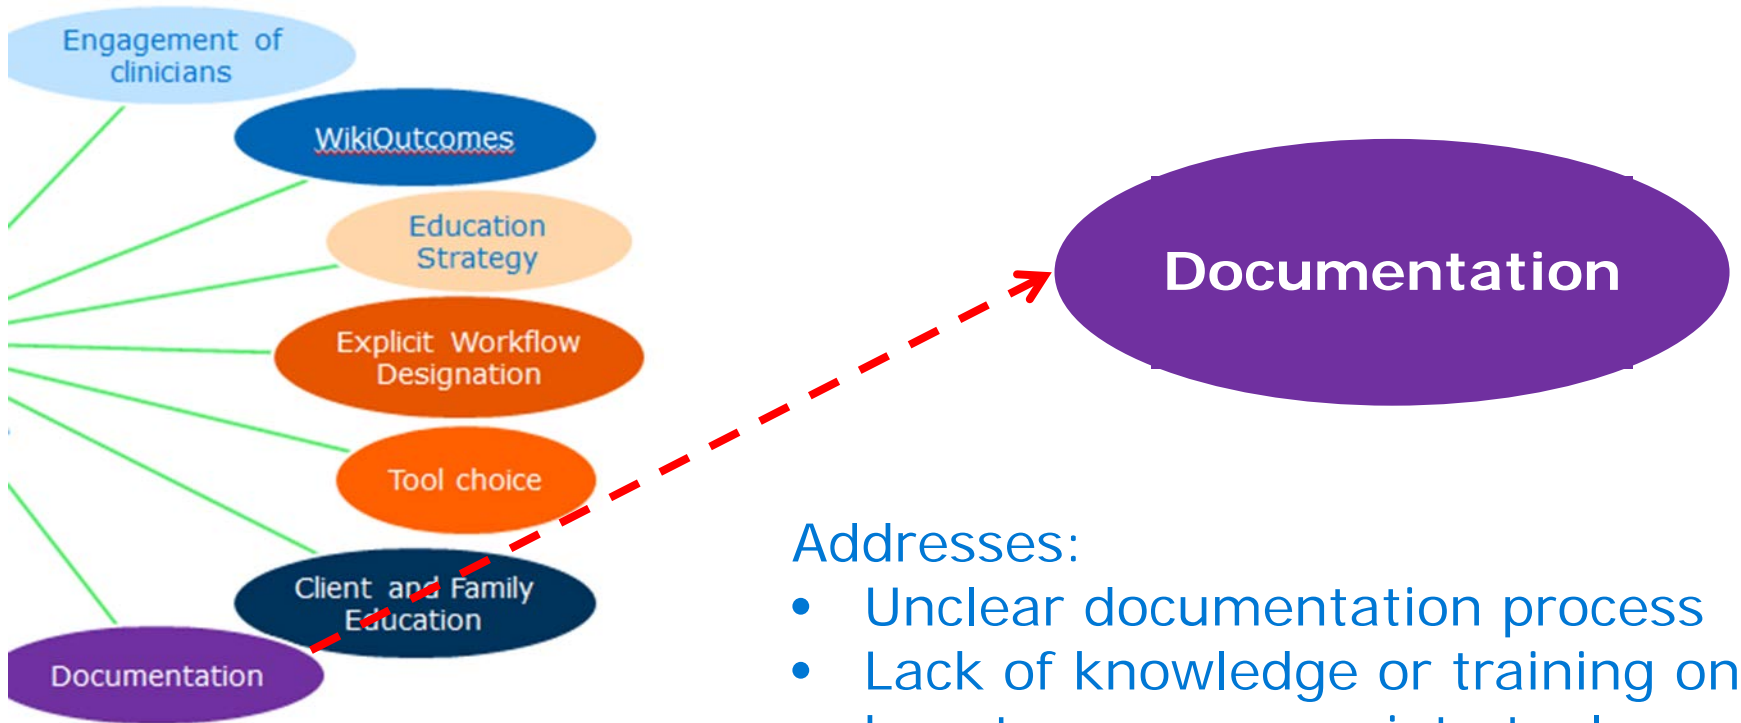 Engagement of
clinicians
WikiOutcomes
Education
Strategy
Explicit Workflow
Designation
Tool choice
Client and Family
Education
Documentation
Documentation
Addresses:
• Unclear documentation process
• Lack of knowledge or training on